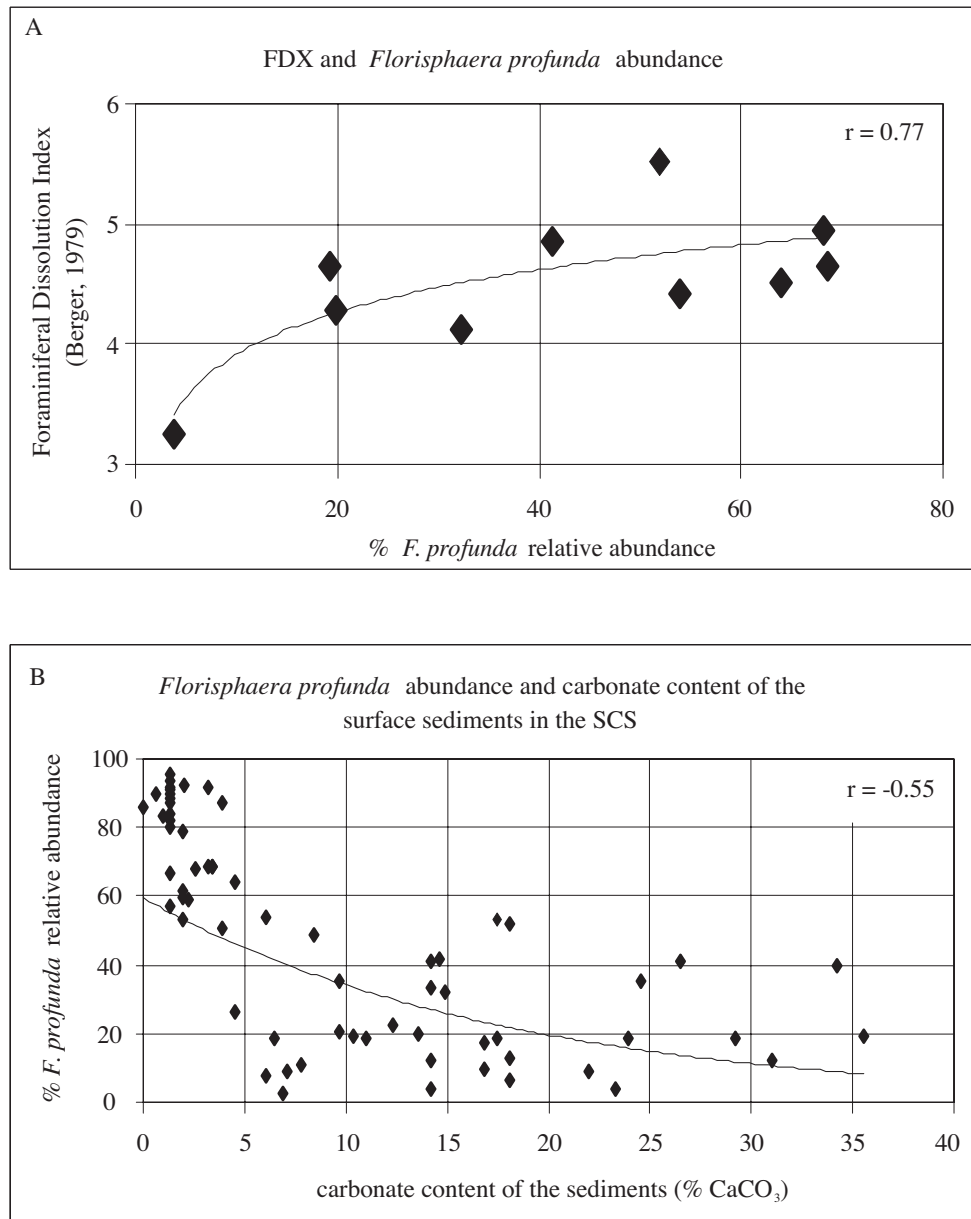 A
FDX and Florisphaera profunda abundance
Foraminiferal Dissolution Index
(Berger, 1979)
6
5
4
3
r = 0.77
0
20
40
60
80
% F. profunda relative abundance
B
Florisphaera profunda abundance and carbonate content of the
surface sediments in the SCS
% F. profunda relative abundance
100
80
60
40
20
0
r = -0.55
0
5
10
15
20
25
30
35
40
carbonate content of the sediments (% CaCO₃)